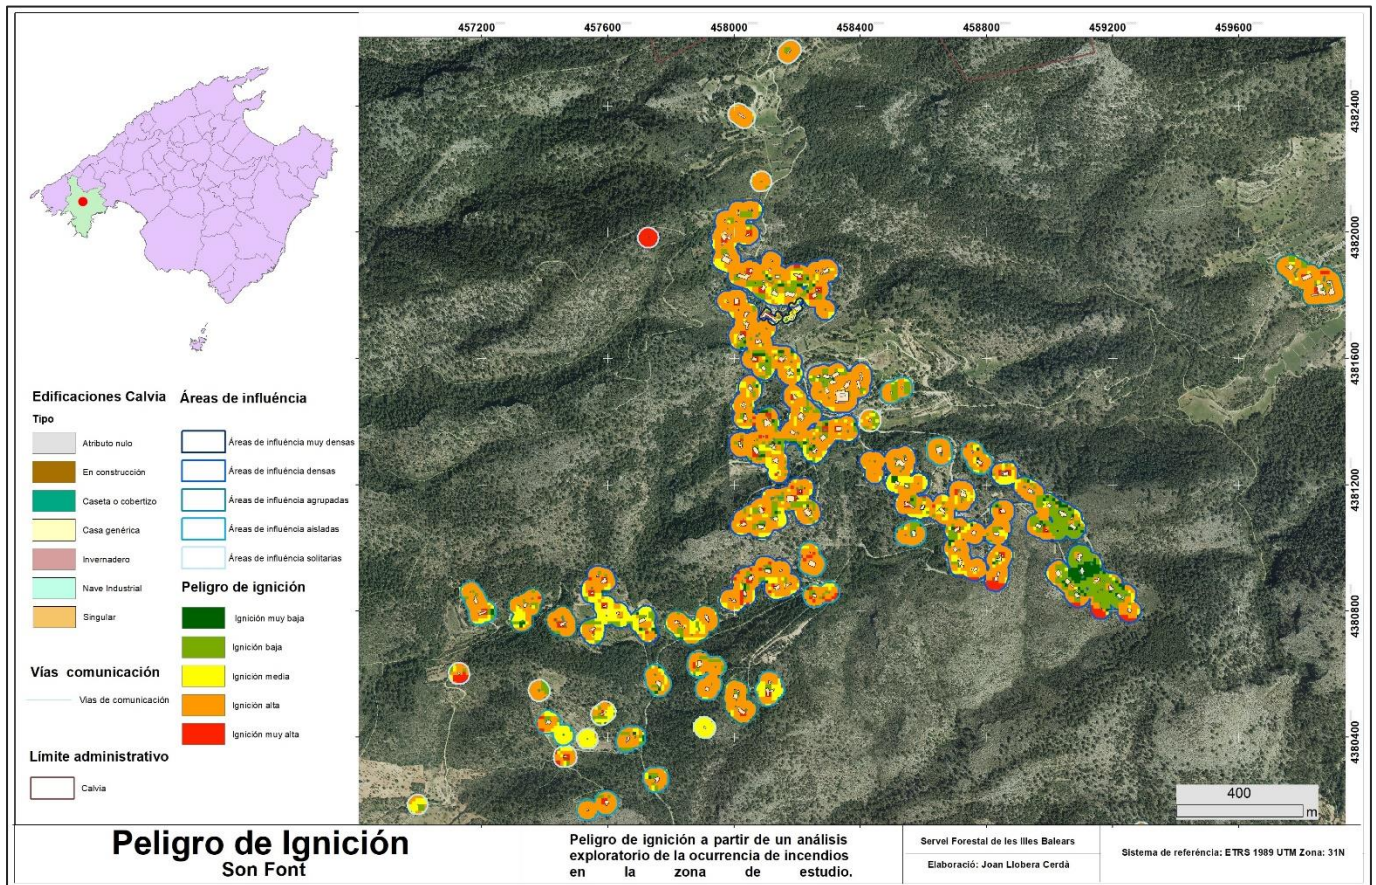 457200
457600
458000
458400
458800
459200
459600
4382400
4382000
4381600
4381200
4380800
4380400
Edificaciones Calvia
Tipo
Atributo nulo
En construcción
Caseta o cobertizo
Casa genérica
Invernadero
Nave Industrial
Singular
Vías comunicación
Vias de comunicación
Límite administrativo
Calvia
Áreas de influéncia
Áreas de influéncia muy densas
Áreas de influéncia densas
Áreas de influéncia agrupadas
Áreas de influéncia aisladas
Áreas de influéncia solitarias
Peligro de ignición
Ignición muy baja
Ignición baja
Ignición media
Ignición alta
Ignición muy alta
400
m
Peligro de Ignición
Son Font
Peligro de ignición a partir de un análisis
exploratorio de la ocurrencia de incendios
en la zona de estudio.
Servei Forestal de les Illes Balears
Elaboració: Joan Llobera Cerdà
Sistema de referéncia: ETRS 1989 UTM Zona: 31N